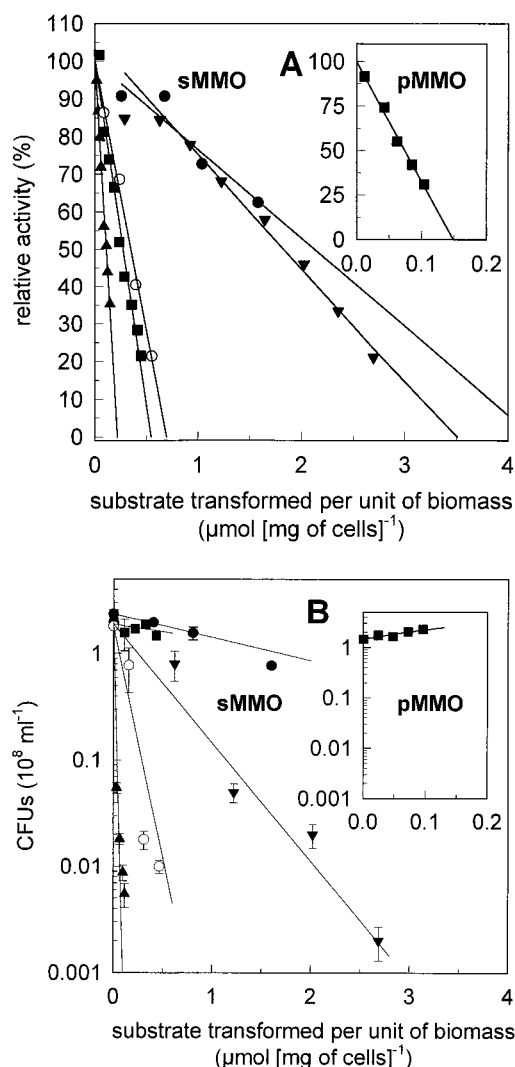 110
100
90
80
70
60
50
40
30
20
10
0
relative activity (%)
sMMO
A
pMMO
100
75
50
25
0
0.0 0.1 0.2
0 1 2 3 4
substrate transformed per unit of biomass
(µmol [mg of cells]⁻¹)
B
1
0.1
0.01
0.001
CFUs (10⁸ ml⁻¹)
sMMO
pMMO
1
0.1
0.01
0.001
0.0 0.1 0.2
0 1 2 3 4
substrate transformed per unit of biomass
(µmol [mg of cells]⁻¹)